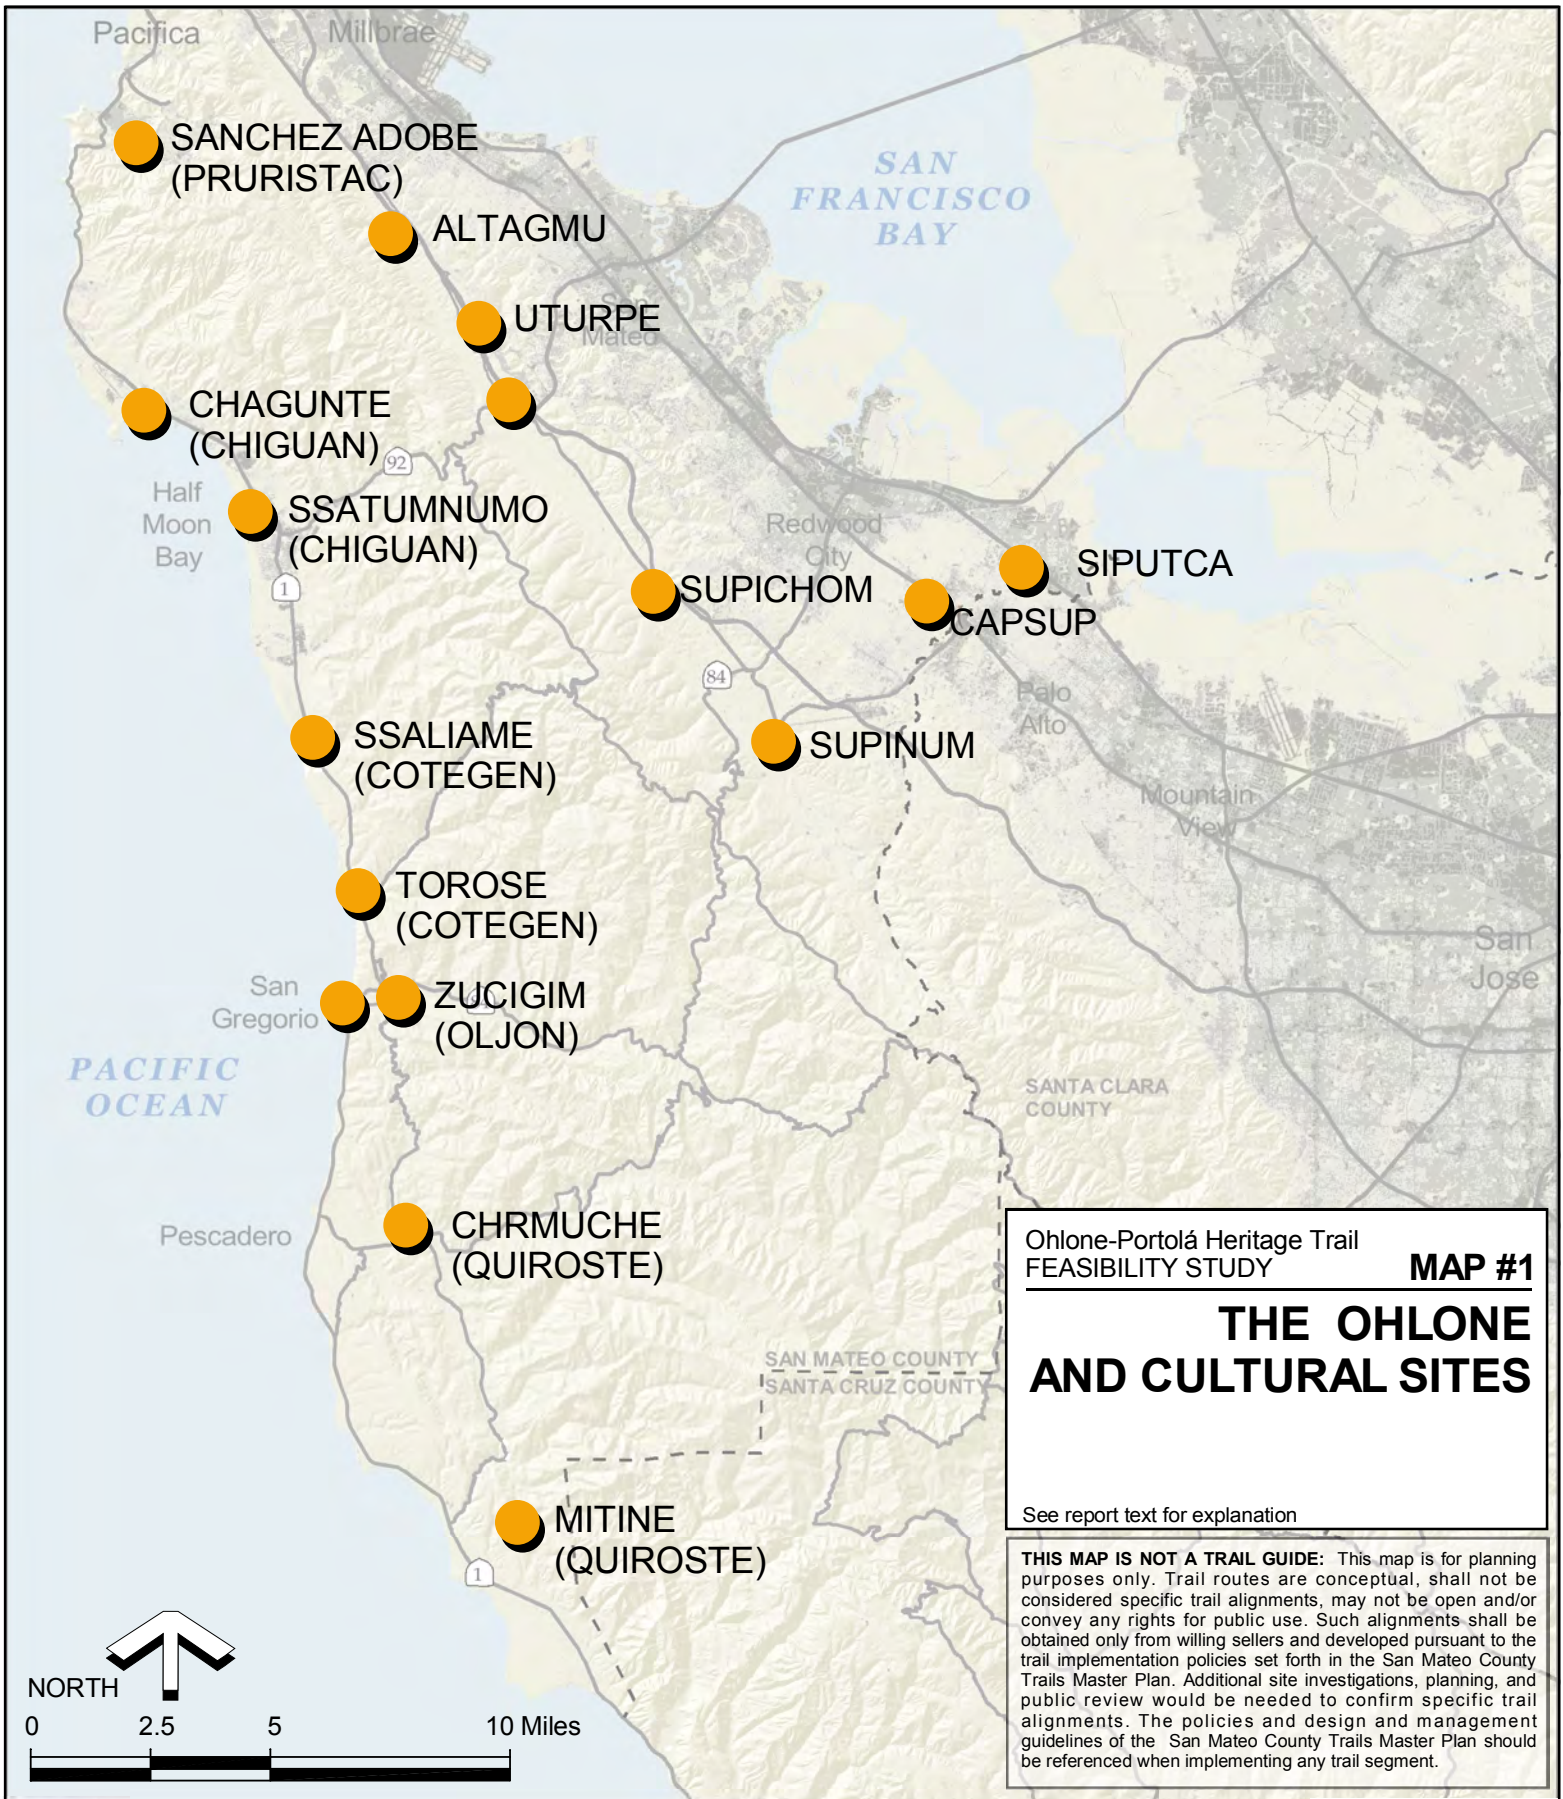 Pacifica
Millbrae
SANCHEZ ADOBE
(PRURISTAC)
SAN
FRANCISCO
BAY
ALTAGMU
UTURPE
San
Mateo
CHAGUNTE
(CHIGUAN)
92
Half
Moon
Bay
SSATUMNUMO
(CHIGUAN)
Redwood
City
1
SUPICHOM
SIPUTCA
CAPSUP
84
Palo
Alto
SSALIAME
(COTEGEN)
SUPINUM
Mountain
View
TOROSE
(COTEGEN)
San
Jose
San
Gregorio
ZUCIGIM
(OLJON)
84
PACIFIC
OCEAN
SANTA CLARA
COUNTY
Pescadero
CHRMUCHE
(QUIROSTE)
SAN MATEO COUNTY
SANTA CRUZ COUNTY
MITINE
(QUIROSTE)
1
NORTH
0 2.5 5 10 Miles
Ohlone-Portolá Heritage Trail
FEASIBILITY STUDY MAP #1
THE OHLONE
AND CULTURAL SITES
See report text for explanation
THIS MAP IS NOT A TRAIL GUIDE: This map is for planning
purposes only. Trail routes are conceptual, shall not be
considered specific trail alignments, may not be open and/or
convey any rights for public use. Such alignments shall be
obtained only from willing sellers and developed pursuant to the
trail implementation policies set forth in the San Mateo County
Trails Master Plan. Additional site investigations, planning, and
public review would be needed to confirm specific trail
alignments. The policies and design and management
guidelines of the San Mateo County Trails Master Plan should
be referenced when implementing any trail segment.